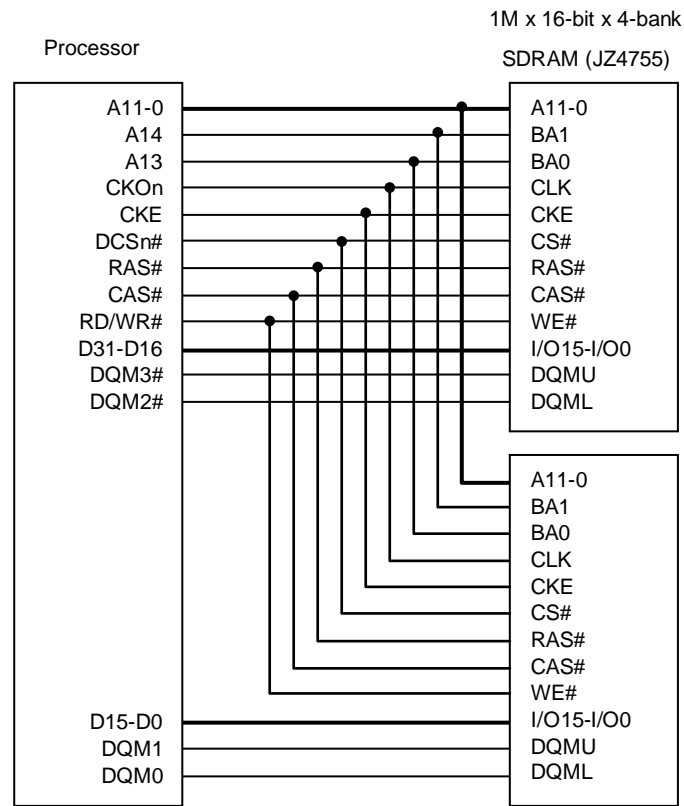 1M x 16-bit x 4-bank
Processor
SDRAM (JZ4755)
A11-0
A14
A13
CKOn
CKE
DCSn#
RAS#
CAS#
RD/WR#
D31-D16
DQM3#
DQM2#
D15-D0
DQM1
DQM0
A11-0
BA1
BA0
CLK
CKE
CS#
RAS#
CAS#
WE#
I/O15-I/O0
DQMU
DQML
A11-0
BA1
BA0
CLK
CKE
CS#
RAS#
CAS#
WE#
I/O15-I/O0
DQMU
DQML